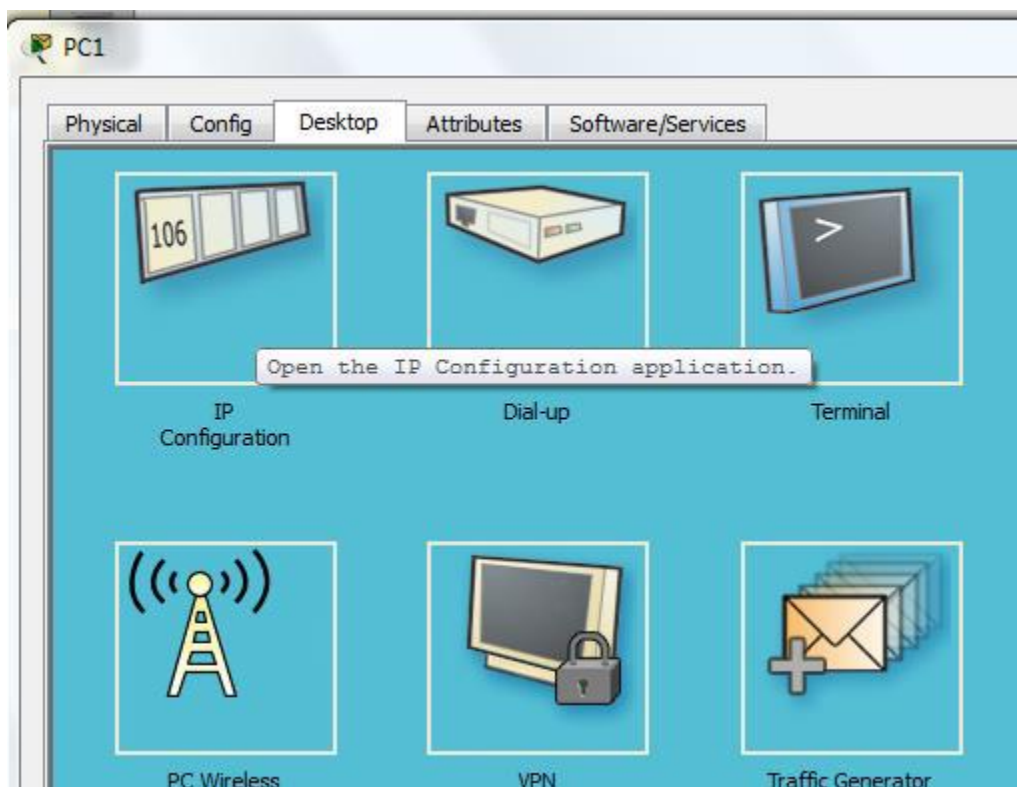 PC1
Physical Config Desktop Attributes Software/Services
106
>
Open the IP Configuration application.
IP
Configuration
Dial-up
Terminal
PC Wireless
VPN
Traffic Generator